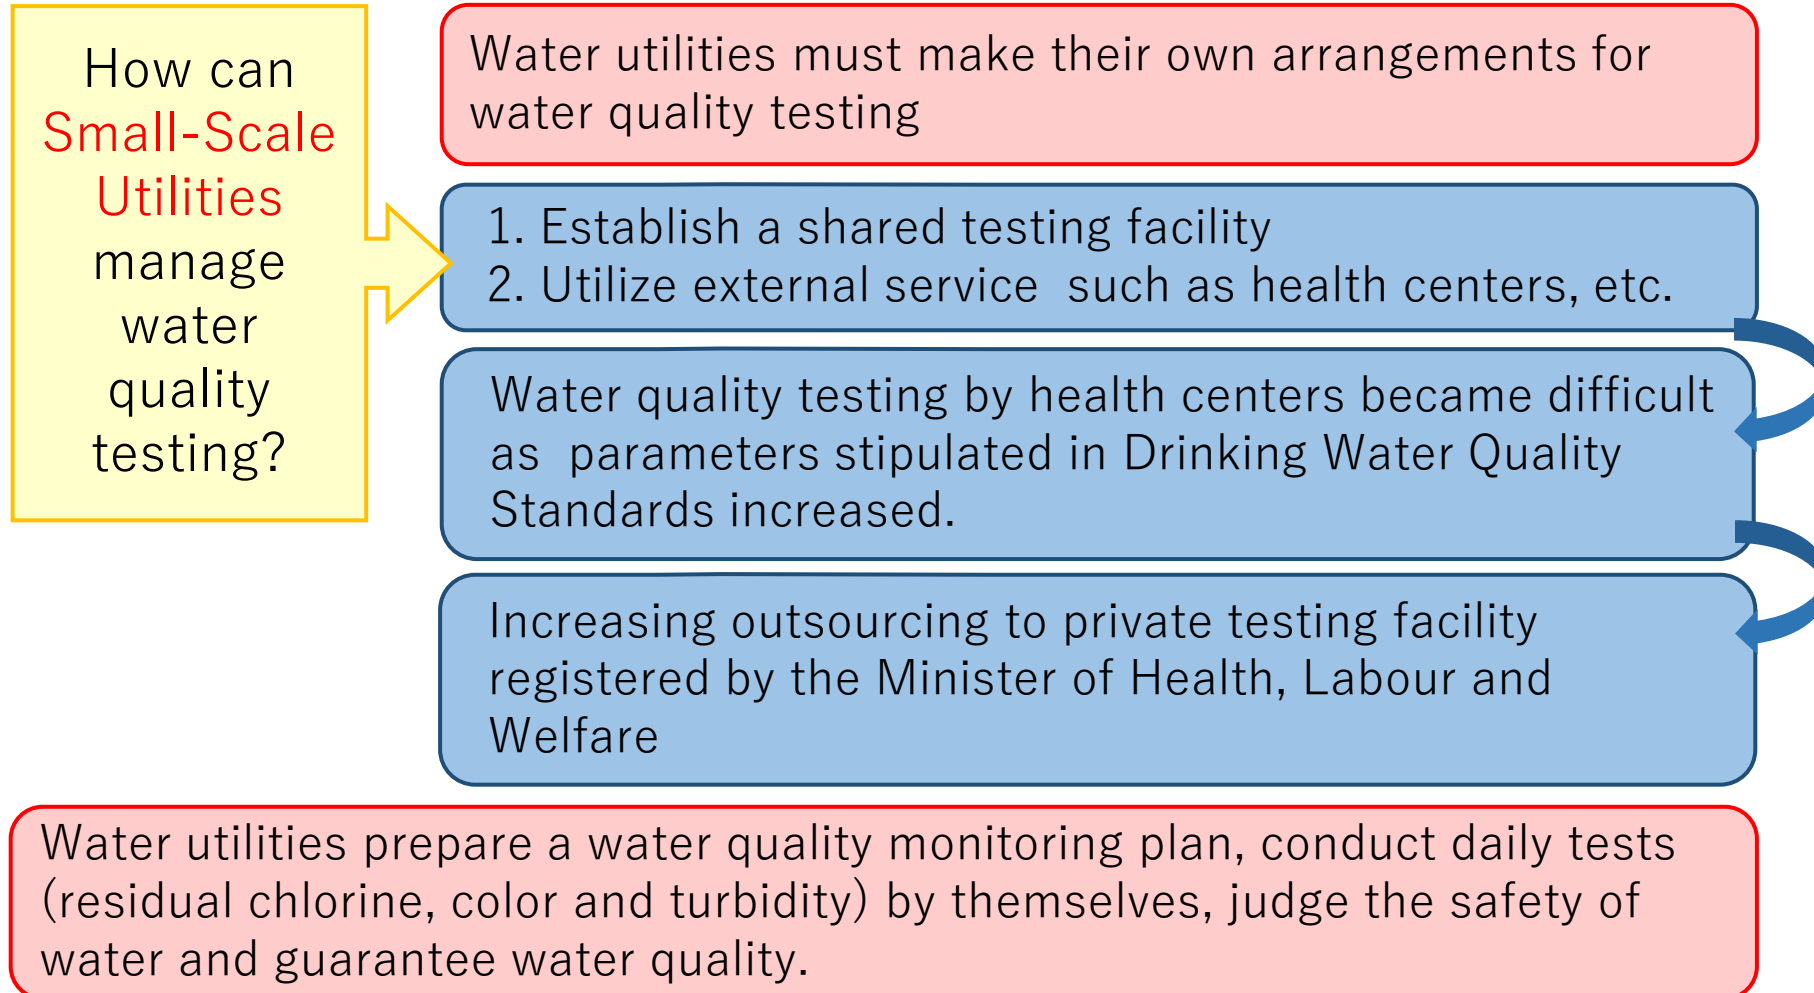 How can
Small-Scale
Utilities
manage
water
quality
testing?
Water utilities must make their own arrangements for
water quality testing
1. Establish a shared testing facility
2. Utilize external service  such as health centers, etc.
Water quality testing by health centers became difficult
as  parameters stipulated in Drinking Water Quality
Standards increased.
Increasing outsourcing to private testing facility
registered by the Minister of Health, Labour and
Welfare
Water utilities prepare a water quality monitoring plan, conduct daily tests
(residual chlorine, color and turbidity) by themselves, judge the safety of
water and guarantee water quality.